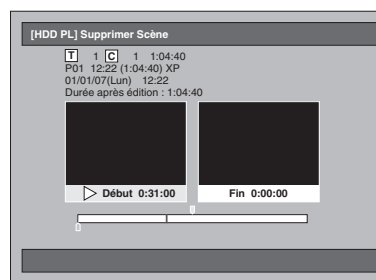 [HDD PL] Supprimer Scène
T 1 C 1 1:04:40
P01 12:22 (1:04:40) XP
01/01/07(Lun) 12:22
Durée après édition : 1:04:40
Début 0:31:00
Fin 0:00:00